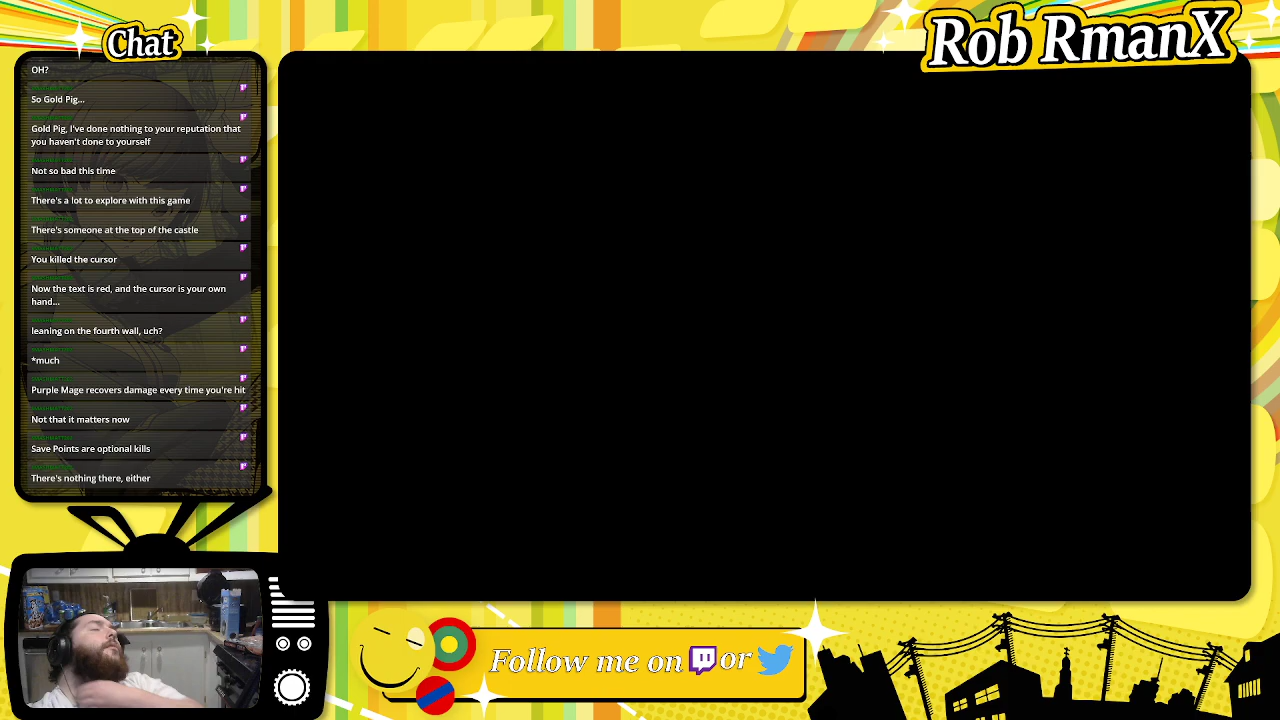 Chat
Rob RmanX
OH?
So Gold Pig...
Gold Pig, I've done nothing to your reputation that
you haven't done to yourself
Not so bad this time
There's a lot to explore with this game
There's someone at the top of the castle
You killed the cursor
Now the text is red, and the cursor is your own
hand...
leaning on the fourth wall, uch?
*much
Purple Mage recovers damage every time you're hit
Not that it matters now
Save Points are optional kills
There's nothing there, either
Follow me on or